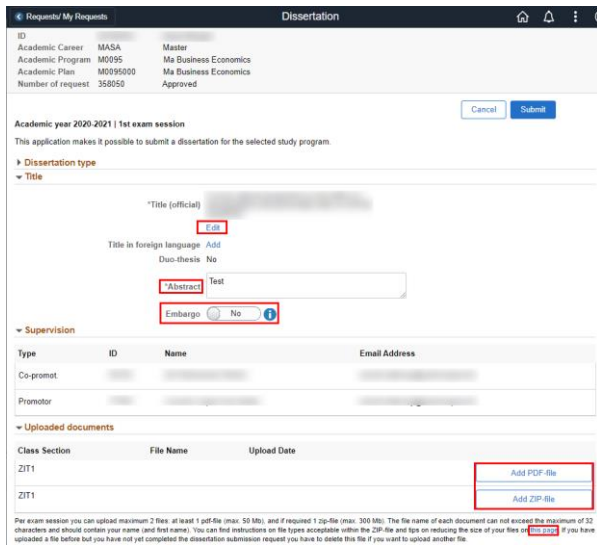 Requests/ My Requests
Dissertation
ID
Academic Career MASA Master
Academic Program M0095 Ma Business Economics
Academic Plan M0095000 Ma Business Economics
Number of request 358050 Approved
Cancel Submit
Academic year 2020-2021 | 1st exam session
This application makes it possible to submit a dissertation for the selected study program.
Dissertation type
Title
*Title (official)
Edit
Title in foreign language Add
Duo-thesis No
*Abstract Test
Embargo No
Supervision
Type ID Name Email Address
Co-promot.
Promotor
Uploaded documents
Class Section File Name Upload Date
ZIT1 Add PDF-file
ZIT1 Add ZIP-file
Per exam session you can upload maximum 2 files: at least 1 pdf-file (max. 50 Mb), and if required 1 zip-file (max. 300 Mb). The file name of each document can not exceed the maximum of 32
characters and should contain your name (and first name). You can find instructions on file types acceptable within the ZIP-file and tips on reducing the size of your files on this page. If you have
uploaded a file before but you have not yet completed the dissertation submission request you have to delete this file if you want to upload another file.